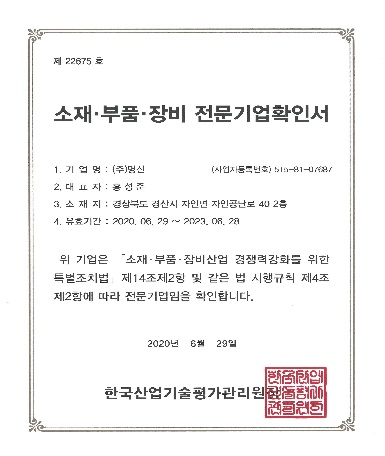 제 22675 호
소재·부품·장비 전문기업확인서
1. 기 업 명 : (주)명신 (사업자등록번호) 515-81-07687
2. 대 표 자 : 홍성준
3. 소 재 지 : 경상북도 경산시 자인면 자인공단로 40-2
4. 유효기간 : 2020. 06. 29 ~ 2023. 06. 28
위 기업은 「소재·부품·장비산업 경쟁력강화를 위한
특별조치법」 제14조제2항 및 같은 법 시행규칙 제4조
제2항에 따라 전문기업임을 확인합니다.
2020년 6월 29일
한국산업기술평가관리원장